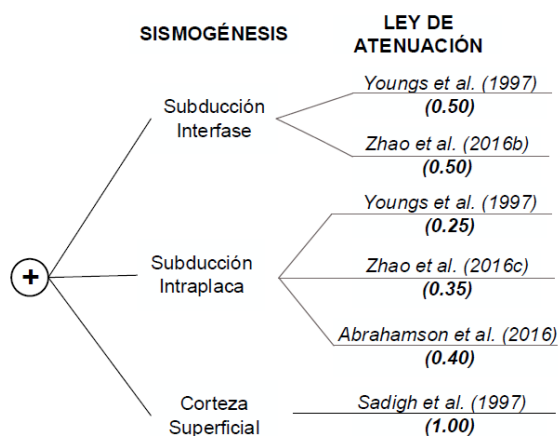 SISMOGÉNESIS
LEY DE
ATENUACIÓN
Subducción
Interfase
Youngs et al. (1997)
(0.50)
Zhao et al. (2016b)
(0.50)
+
Subducción
Intraplaca
Youngs et al. (1997)
(0.25)
Zhao et al. (2016c)
(0.35)
Abrahamson et al. (2016)
(0.40)
Corteza
Superficial
Sadigh et al. (1997)
(1.00)